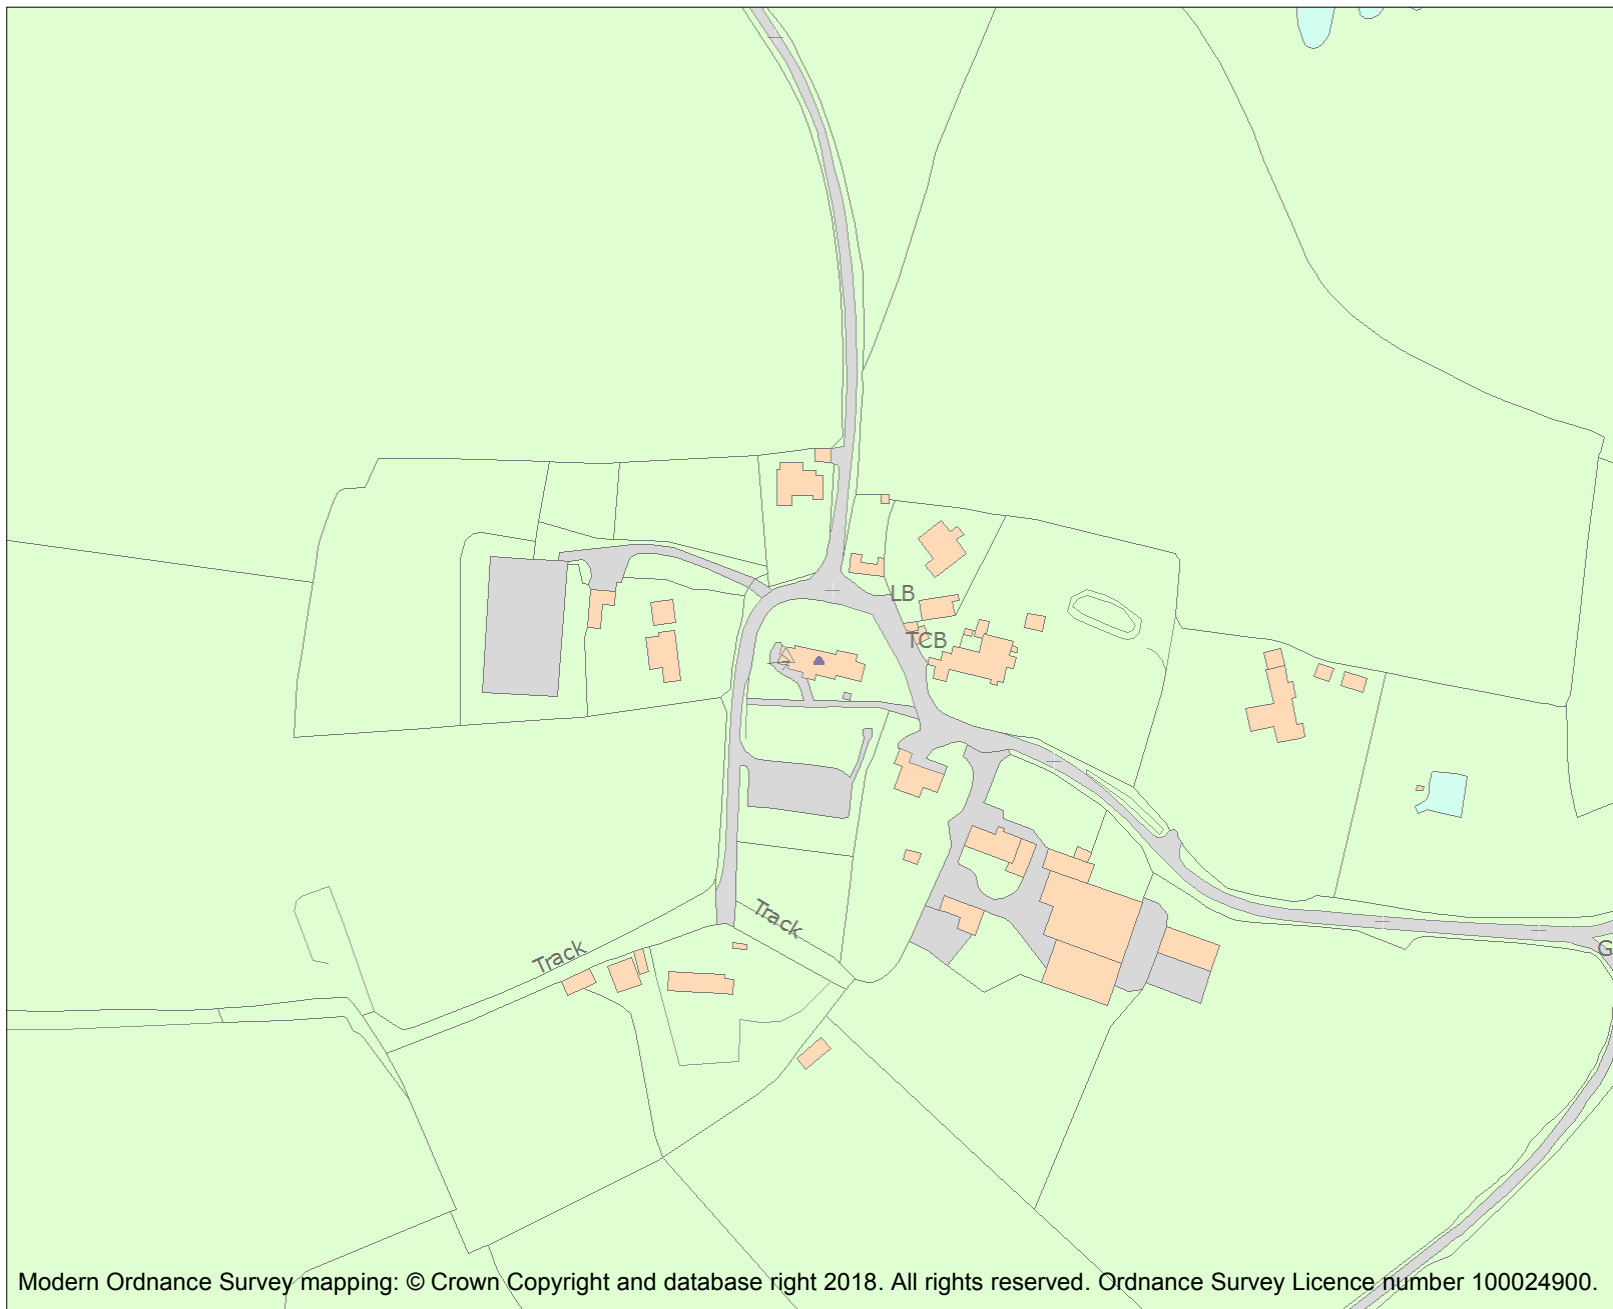 LB
TCB
Track
Track
G
Modern Ordnance Survey mapping: © Crown Copyright and database right 2018. All rights reserved. Ordnance Survey Licence number 100024900.